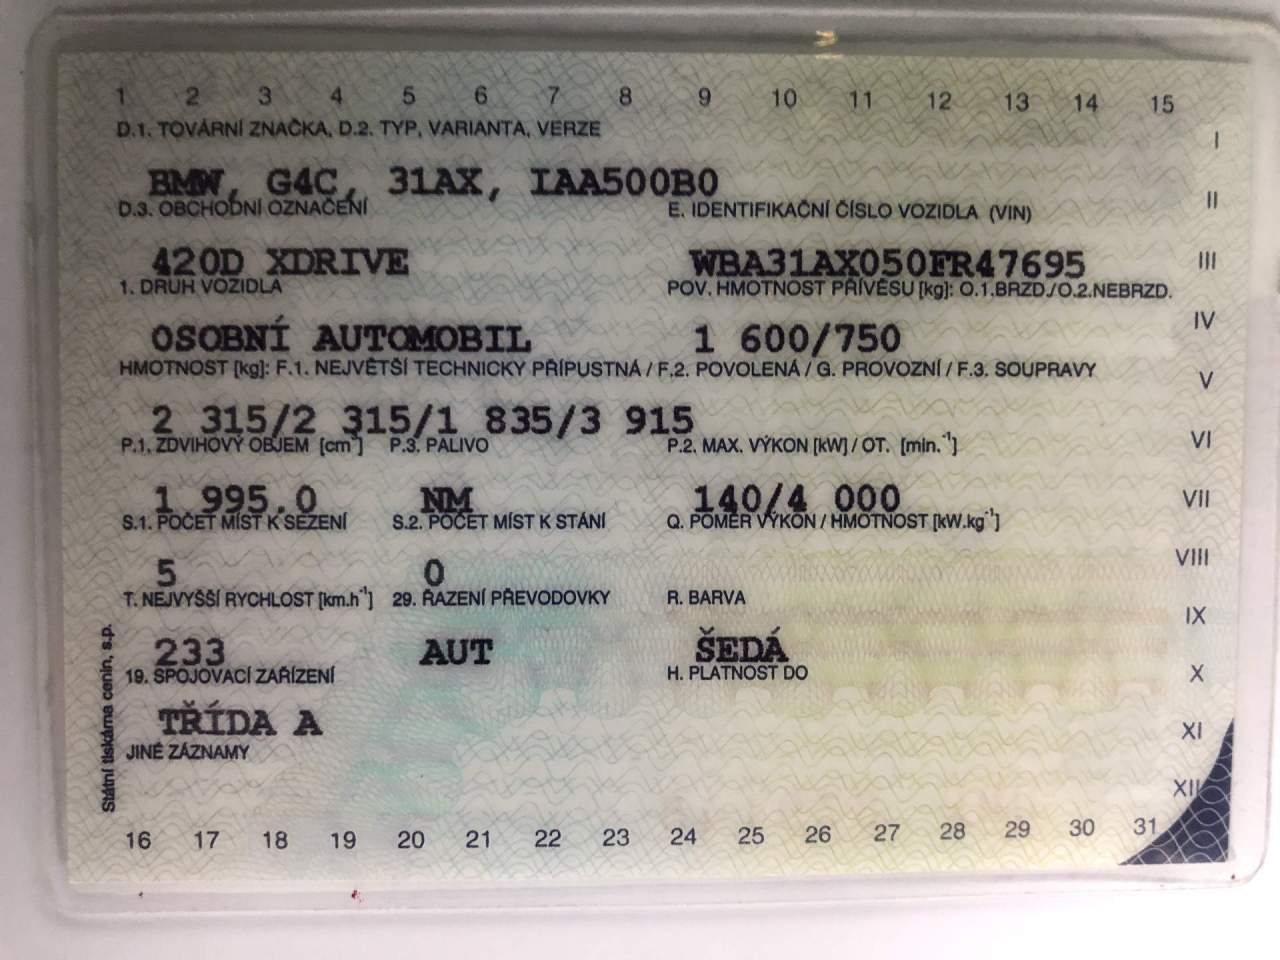 1 2 3 4 5 6 7 8 9 10 11 12 13 14 15
D.1. TOVÁRNÍ ZNAČKA, D.2. TYP, VARIANTA, VERZE
I
BMW, G4C, 31AX, IAA500B0
II
D.3. OBCHODNÍ OZNAČENÍ E. IDENTIFIKAČNÍ ČÍSLO VOZIDLA (VIN)
420D XDRIVE WBA31AX050FR47695
III
1. DRUH VOZIDLA POV. HMOTNOST PŘÍVĚSU [kg]: O.1.BRZD./O.2.NEBRZD.
IV
OSOBNÍ AUTOMOBIL 1 600/750
HMOTNOST [kg]: F.1. NEJVĚTŠÍ TECHNICKY PŘÍPUSTNÁ / F.2. POVOLENÁ / G. PROVOZNÍ / F.3. SOUPRAVY
V
2 315/2 315/1 835/3 915
P.1. ZDVIHOVÝ OBJEM [cm³] P.3. PALIVO P.2. MAX. VÝKON [kW] / OT. [min.⁻¹]
VI
1 995.0 NM 140/4 000
VII
S.1. POČET MÍST K SEZENÍ S.2. POČET MÍST K STÁNÍ Q. POMĚR VÝKON / HMOTNOST [kW.kg⁻¹]
VIII
5 0
T. NEJVYŠŠÍ RYCHLOST [km.h⁻¹] 29. ŘAZENÍ PŘEVODOVKY R. BARVA
IX
233 AUT ŠEDÁ
19. SPOJOVACÍ ZAŘÍZENÍ H. PLATNOST DO
X
TŘÍDA A
XI
JINÉ ZÁZNAMY
XII
16 17 18 19 20 21 22 23 24 25 26 27 28 29 30 31
Státní tiskárna cenin, s.p.